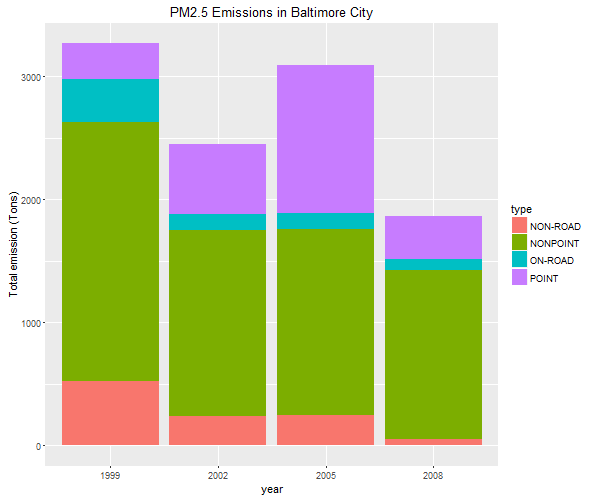 PM2.5 Emissions in Baltimore City
Total emission (Tons)
3000
2000
1000
0
1999
2002
2005
2008
year
type
NON-ROAD
NONPOINT
ON-ROAD
POINT